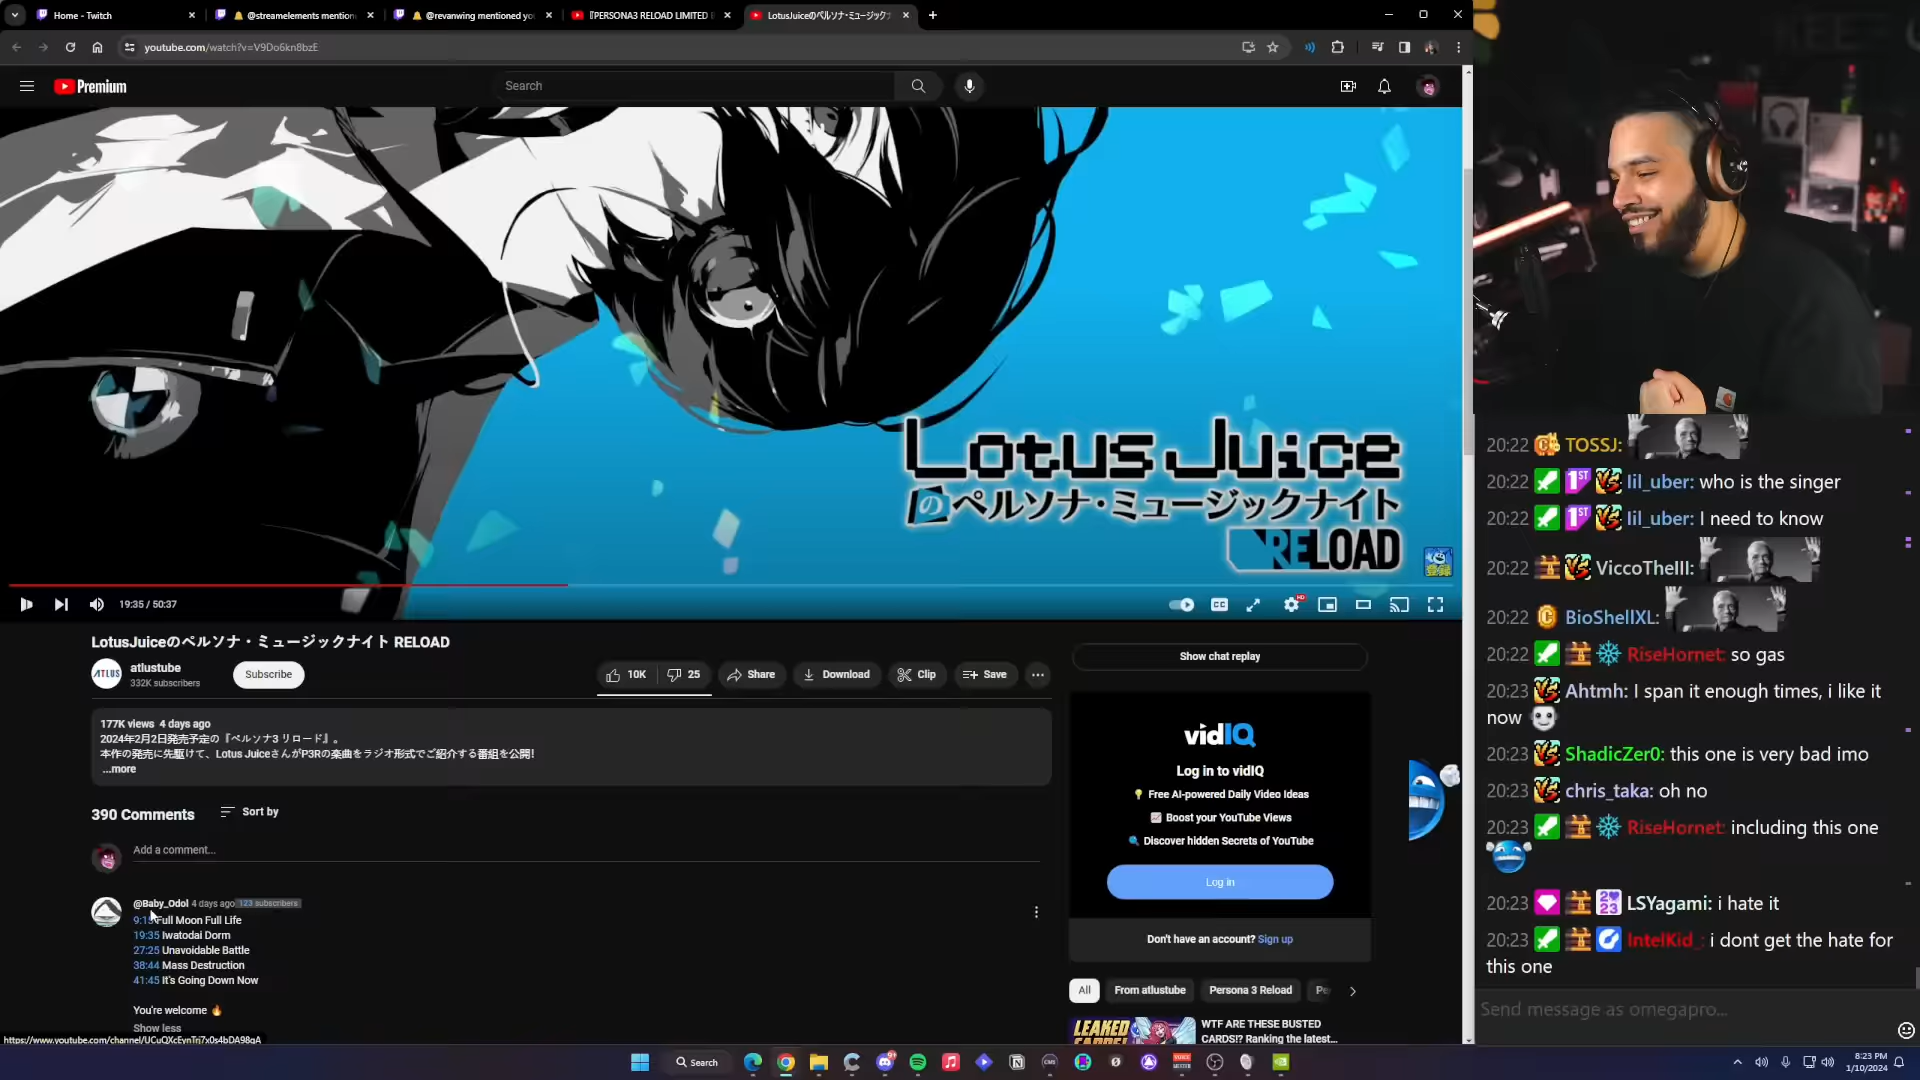 Home - Twitch
@streamelements mention
@revanwing mentioned yo
『PERSONA3 RELOAD LIMITED
LotusJuiceのペルソナ・ミュージック
youtube.com/watch?v=V9Do6kn8bzE
Premium
Search
Lotus Juice
のペルソナ・ミュージックナイト
RELOAD
登録
19:35 / 50:37
CC
HD
LotusJuiceのペルソナ・ミュージックナイト RELOAD
ATLUS
atlustube
332K subscribers
Subscribe
10K
25
Share
Download
Clip
Save
177K views 4 days ago
2024年2月2日発売予定の『ペルソナ3 リロード』。
本作の発売に先駆けて、Lotus JuiceさんがP3Rの楽曲をラジオ形式でご紹介する番組を公開!
...more
390 Comments
Sort by
Add a comment...
@Baby_Odol 4 days ago 123 subscribers
Full Moon Full Life
19:35 Iwatodai Dorm
27:25 Unavoidable Battle
38:44 Mass Destruction
41:45 It's Going Down Now
You're welcome 🔥
Show less
Show chat replay
vidIQ
Log in to vidIQ
Free AI-powered Daily Video Ideas
Boost your YouTube Views
Discover hidden Secrets of YouTube
Log in
Don't have an account? Sign up
All
From atlustube
Persona 3 Reload
Pe
LEAKED
CARDS!
WTF ARE THESE BUSTED
CARDS!? Ranking the latest...
20:22 TOSSJ:
20:22 1ST lil_uber: who is the singer
20:22 1ST lil_uber: I need to know
20:22 ViccoTheIII:
20:22 BioShellXL:
20:22 RiseHornet: so gas
20:23 Ahtmh: I span it enough times, i like it
now
20:23 ShadicZer0: this one is very bad imo
20:23 chris_taka: oh no
20:23 RiseHornet: including this one
20:23 LSYagami: i hate it
20:23 IntelKid_: i dont get the hate for
this one
Send message as omegapro...
Search
8:23 PM
1/10/2024